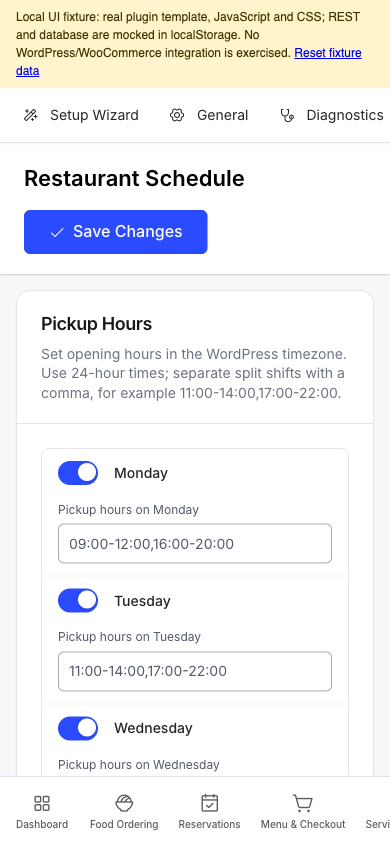 Local UI fixture: real plugin template, JavaScript and CSS; REST
and database are mocked in localStorage. No
WordPress/WooCommerce integration is exercised. Reset fixture
data
Setup Wizard General Diagnostics
Restaurant Schedule
Save Changes
Pickup Hours
Set opening hours in the WordPress timezone.
Use 24-hour times; separate split shifts with a
comma, for example 11:00-14:00,17:00-22:00.
Monday
Pickup hours on Monday
09:00-12:00,16:00-20:00
Tuesday
Pickup hours on Tuesday
11:00-14:00,17:00-22:00
Wednesday
Pickup hours on Wednesday
Dashboard Food Ordering Reservations Menu & Checkout Servi